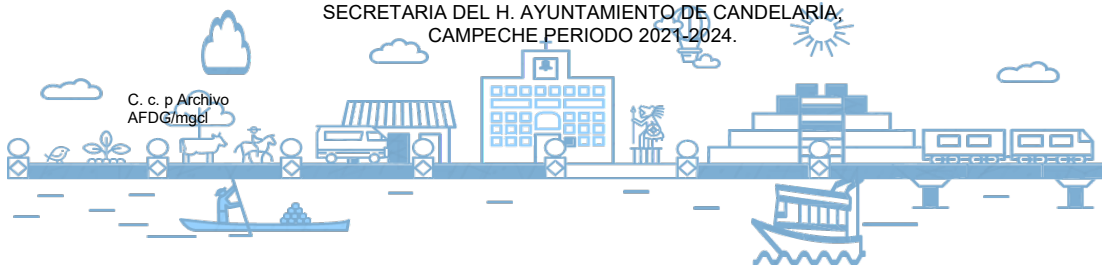 SECRETARIA DEL H. AYUNTAMIENTO DE CANDELARIA,
CAMPECHE PERIODO 2021-2024.
C. c. p Archivo
AFDG/mgcl